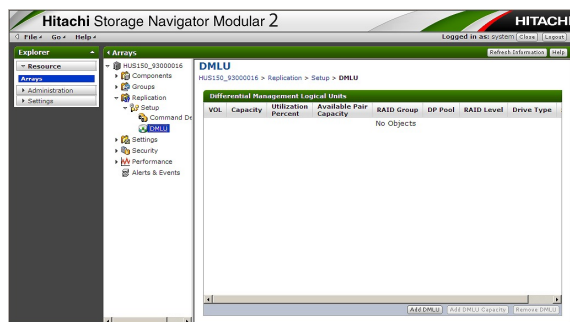 Hitachi Storage Navigator Modular 2
HITACHI
File Go Help
Logged in as: system Close Logout
Explorer
Arrays
Refresh Information Help
Resource
Arrays
Administration
Settings
HUS150_93000016
Components
Groups
Replication
Setup
Command De
DMLU
Settings
Security
Performance
Alerts & Events
DMLU
HUS150_93000016 > Replication > Setup > DMLU
Differential Management Logical Units
VOL Capacity Utilization Percent Available Pair Capacity RAID Group DP Pool RAID Level Drive Type
No Objects
Add DMLU Add DMLU Capacity Remove DMLU